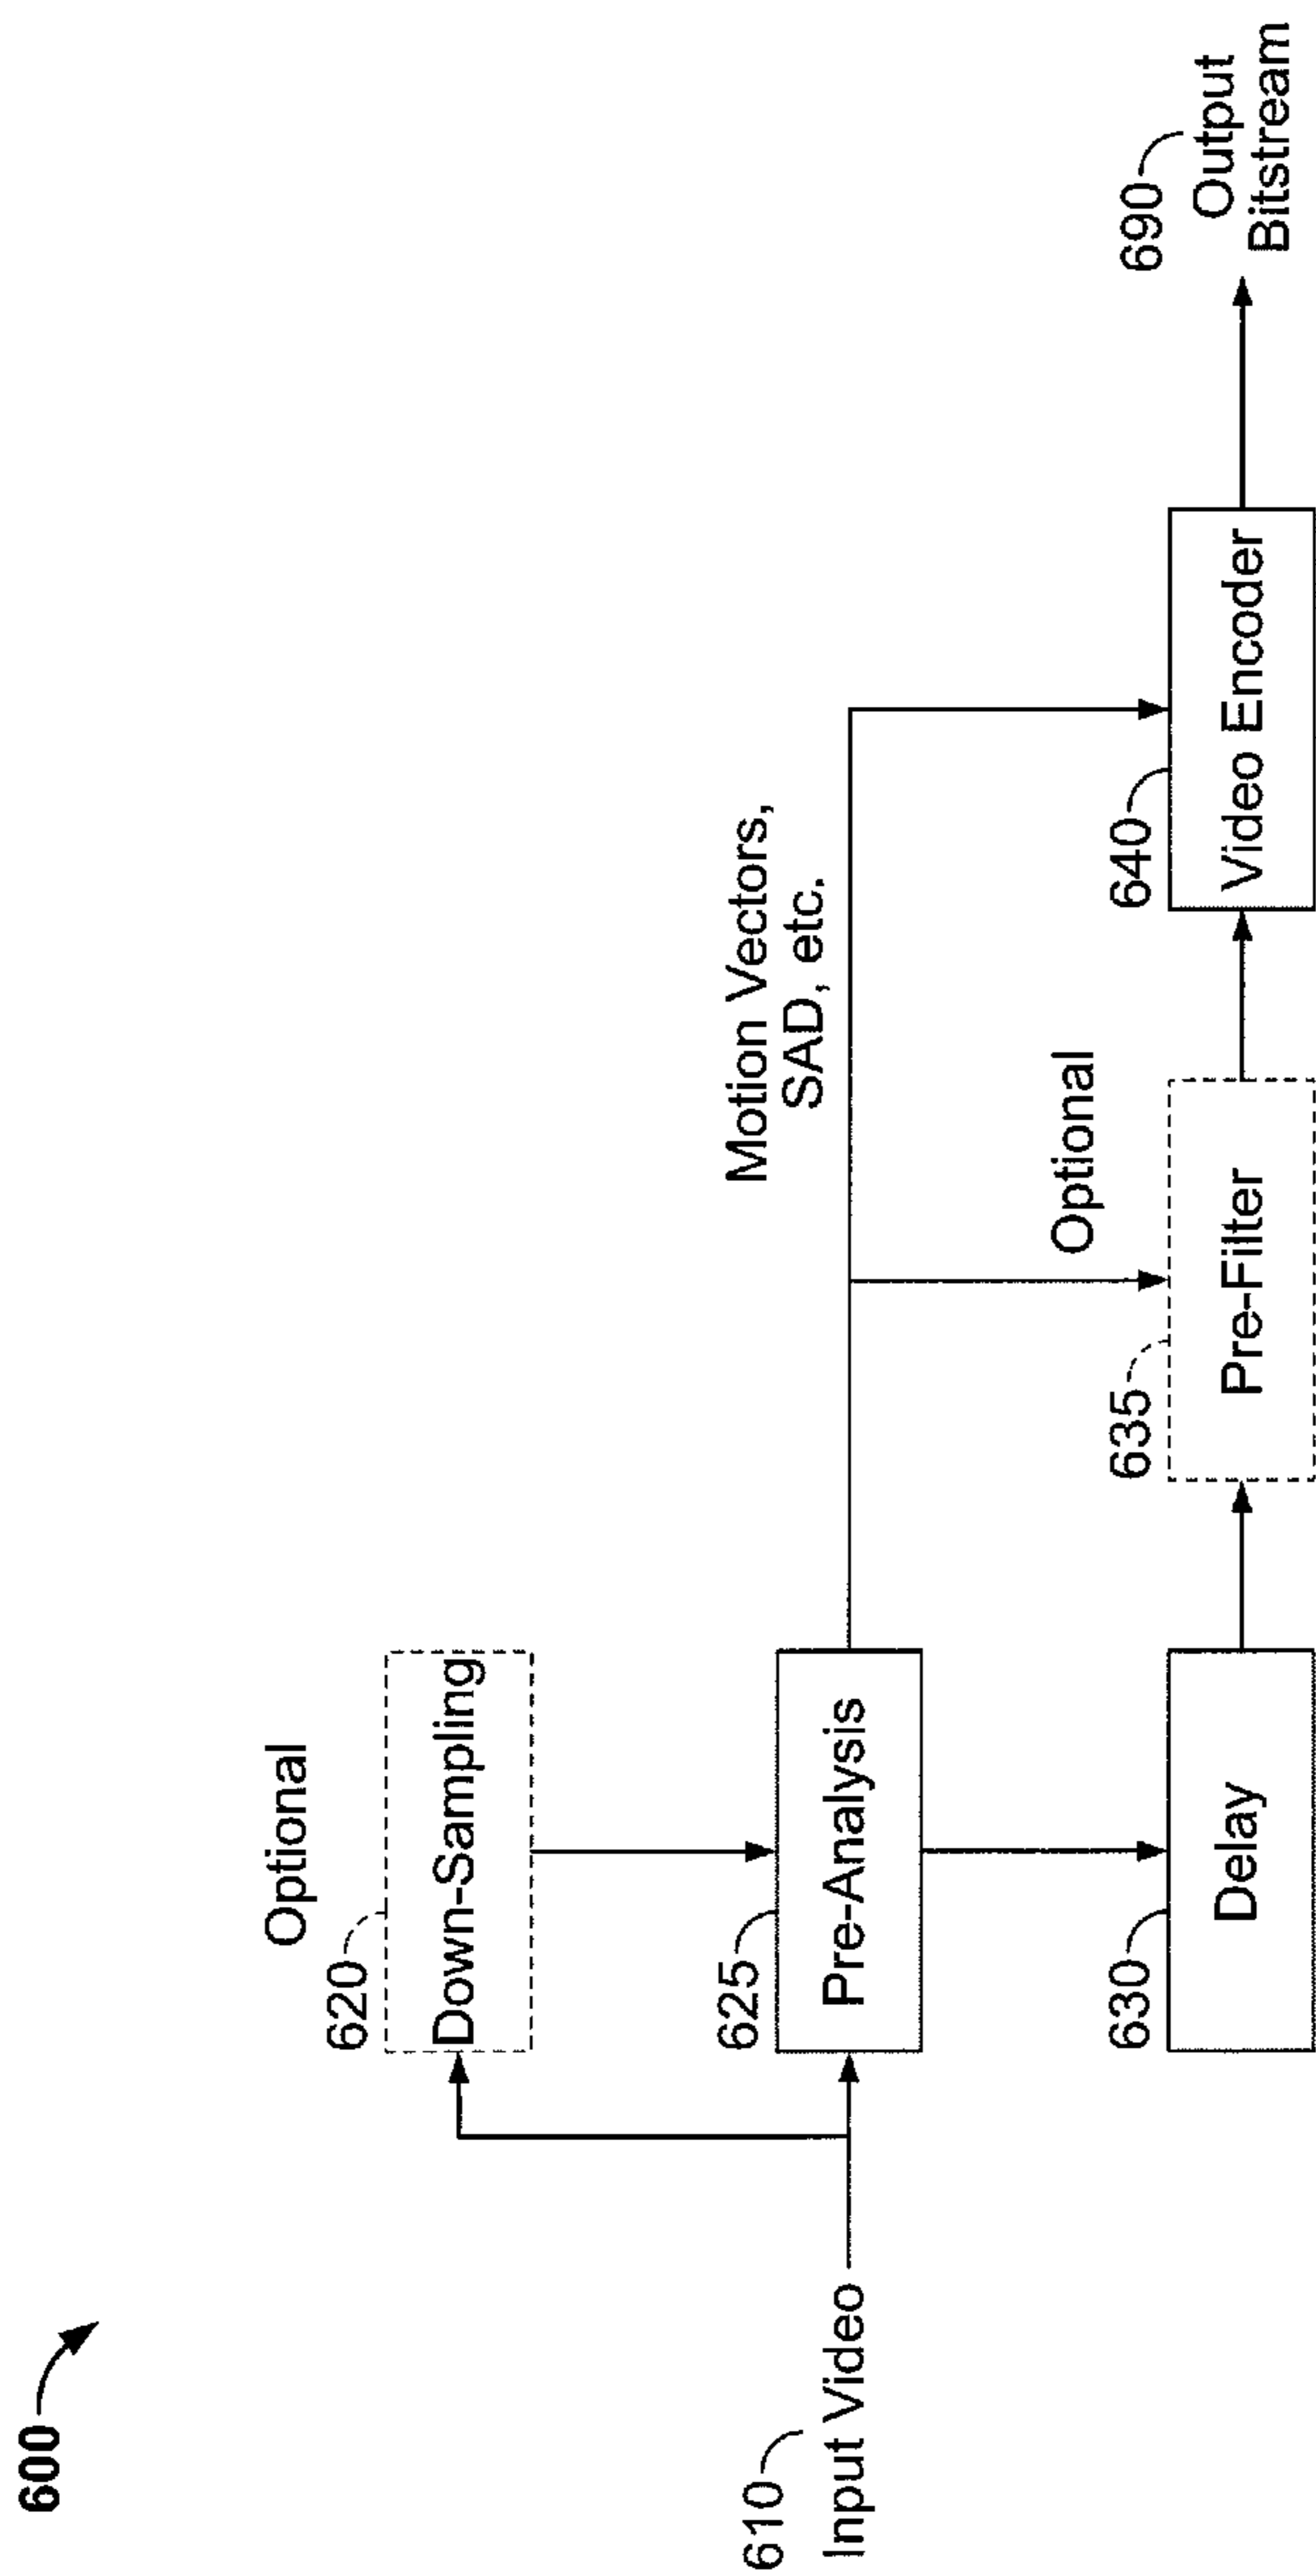 600
Optional
620
Down-Sampling
Motion Vectors,
SAD, etc.
610
Input Video
625
Pre-Analysis
Optional
630
Delay
635
Pre-Filter
640
Video Encoder
690
Output
Bitstream